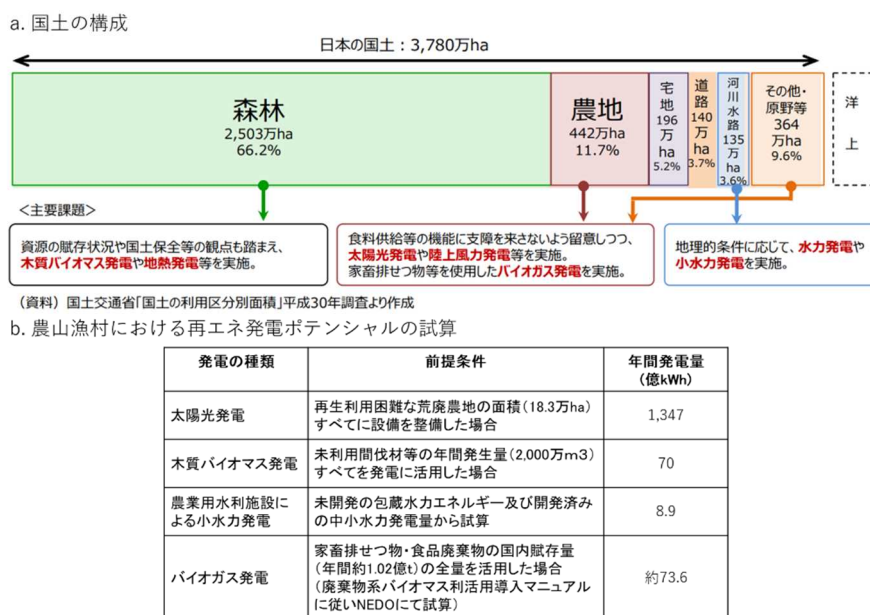 a. 国土の構成
日本の国土：3,780万ha
森林
2,503万ha
66.2%
農地
442万ha
11.7%
宅地
196
万
ha
5.2%
道路
140
万
ha
3.7%
河川水路
135
万
ha
3.6%
その他・
原野等
364
万ha
9.6%
洋上
＜主要課題＞
資源の賦存状況や国土保全等の観点も踏まえ、
木質バイオマス発電や地熱発電等を実施。
食料供給等の機能に支障を来さないよう留意しつつ、
太陽光発電や陸上風力発電等を実施。
家畜排せつ物等を使用したバイオガス発電を実施。
地理的条件に応じて、水力発電や
小水力発電を実施。
（資料）国土交通省「国土の利用区分別面積」平成30年調査より作成
b. 農山漁村における再エネ発電ポテンシャルの試算
発電の種類
前提条件
年間発電量
（億kWh）
太陽光発電
再生利用困難な荒廃農地の面積（18.3万ha）
すべてに設備を整備した場合
1,347
木質バイオマス発電
未利用間伐材等の年間発生量（2,000万m3）
すべてを発電に活用した場合
70
農業用水利施設に
よる小水力発電
未開発の包蔵水力エネルギー及び開発済み
の中小水力発電量から試算
8.9
バイオガス発電
家畜排せつ物・食品廃棄物の国内賦存量
（年間約1.02億t）の全量を活用した場合
（廃棄物系バイオマス利活用導入マニュアル
に従いNEDOにて試算）
約73.6